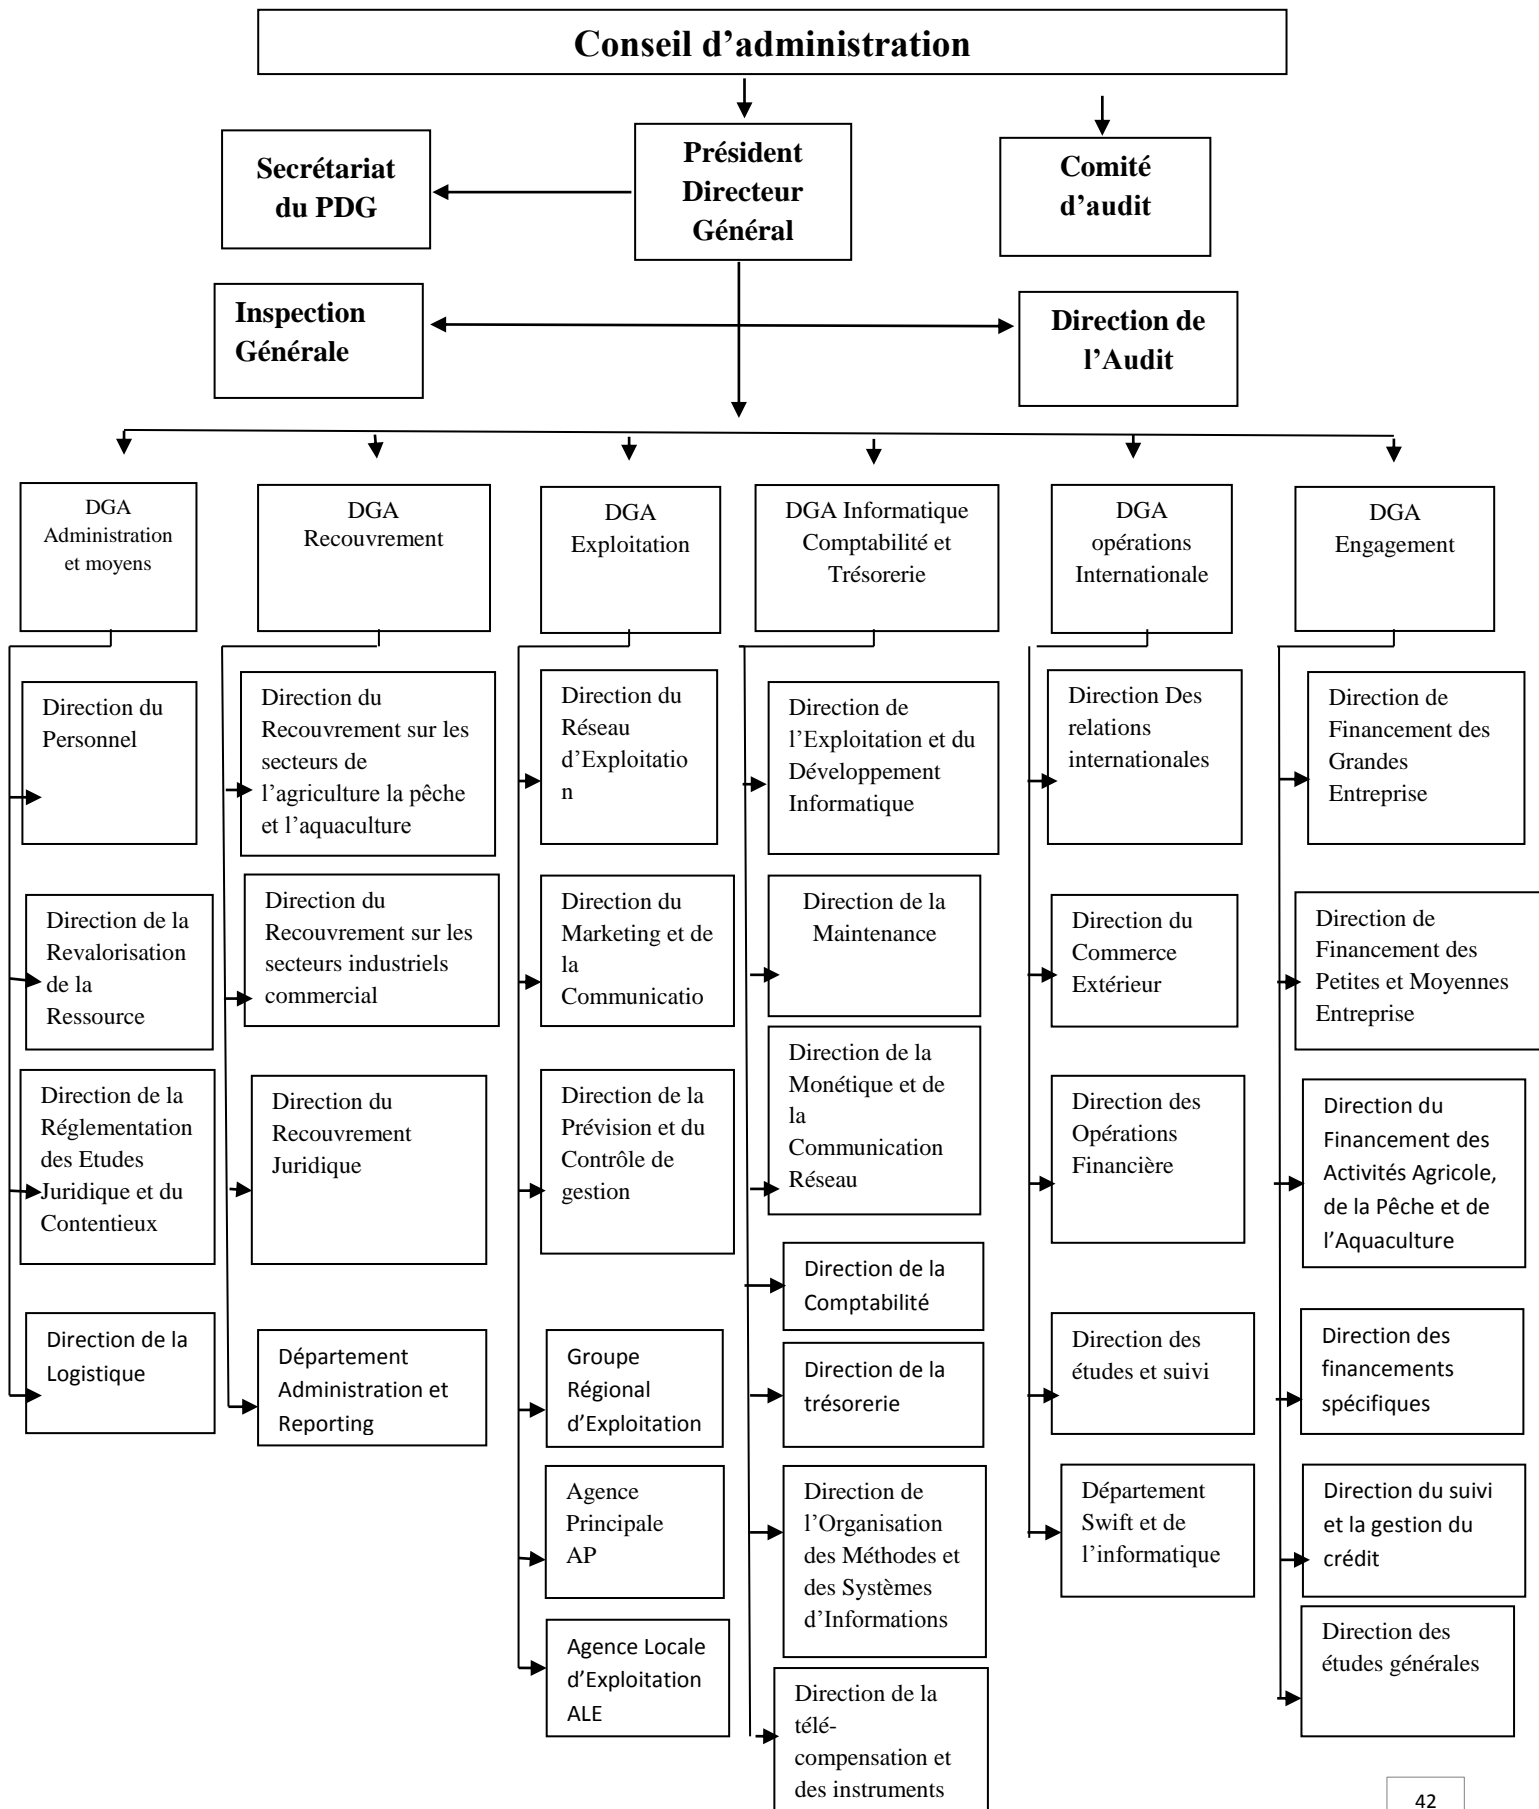 Conseil d’administration
Secrétariat
du PDG
Président
Directeur
Général
Comité
d’audit
Inspection
Générale
Direction de
l’Audit
DGA
Administration
et moyens
DGA
Recouvrement
DGA
Exploitation
DGA Informatique
Comptabilité et
Trésorerie
DGA
opérations
Internationale
DGA
Engagement
Direction du
Personnel
Direction de la
Revalorisation
de la
Ressource
Direction de la
Réglementation
des Etudes
Juridique et du
Contentieux
Direction de la
Logistique
Direction du
Recouvrement sur les
secteurs de
l’agriculture la pêche
et l’aquaculture
Direction du
Recouvrement sur les
secteurs industriels
commercial
Direction du
Recouvrement
Juridique
Département
Administration et
Reporting
Direction du
Réseau
d’Exploitatio
n
Direction du
Marketing et de
la
Communicatio
Direction de la
Prévision et du
Contrôle de
gestion
Groupe
Régional
d’Exploitation
Agence
Principale
AP
Agence Locale
d’Exploitation
ALE
Direction de
l’Exploitation et du
Développement
Informatique
Direction de la
Maintenance
Direction de la
Monétique et de
la
Communication
Réseau
Direction de la
Comptabilité
Direction de la
trésorerie
Direction de
l’Organisation
des Méthodes et
des Systèmes
d’Informations
Direction de la
télé-
compensation et
des instruments
Direction Des
relations
internationales
Direction du
Commerce
Extérieur
Direction des
Opérations
Financière
Direction des
études et suivi
Département
Swift et de
l’informatique
Direction de
Financement des
Grandes
Entreprise
Direction de
Financement des
Petites et Moyennes
Entreprise
Direction du
Financement des
Activités Agricole,
de la Pêche et de
l’Aquaculture
Direction des
financements
spécifiques
Direction du suivi
et la gestion du
crédit
Direction des
études générales
42